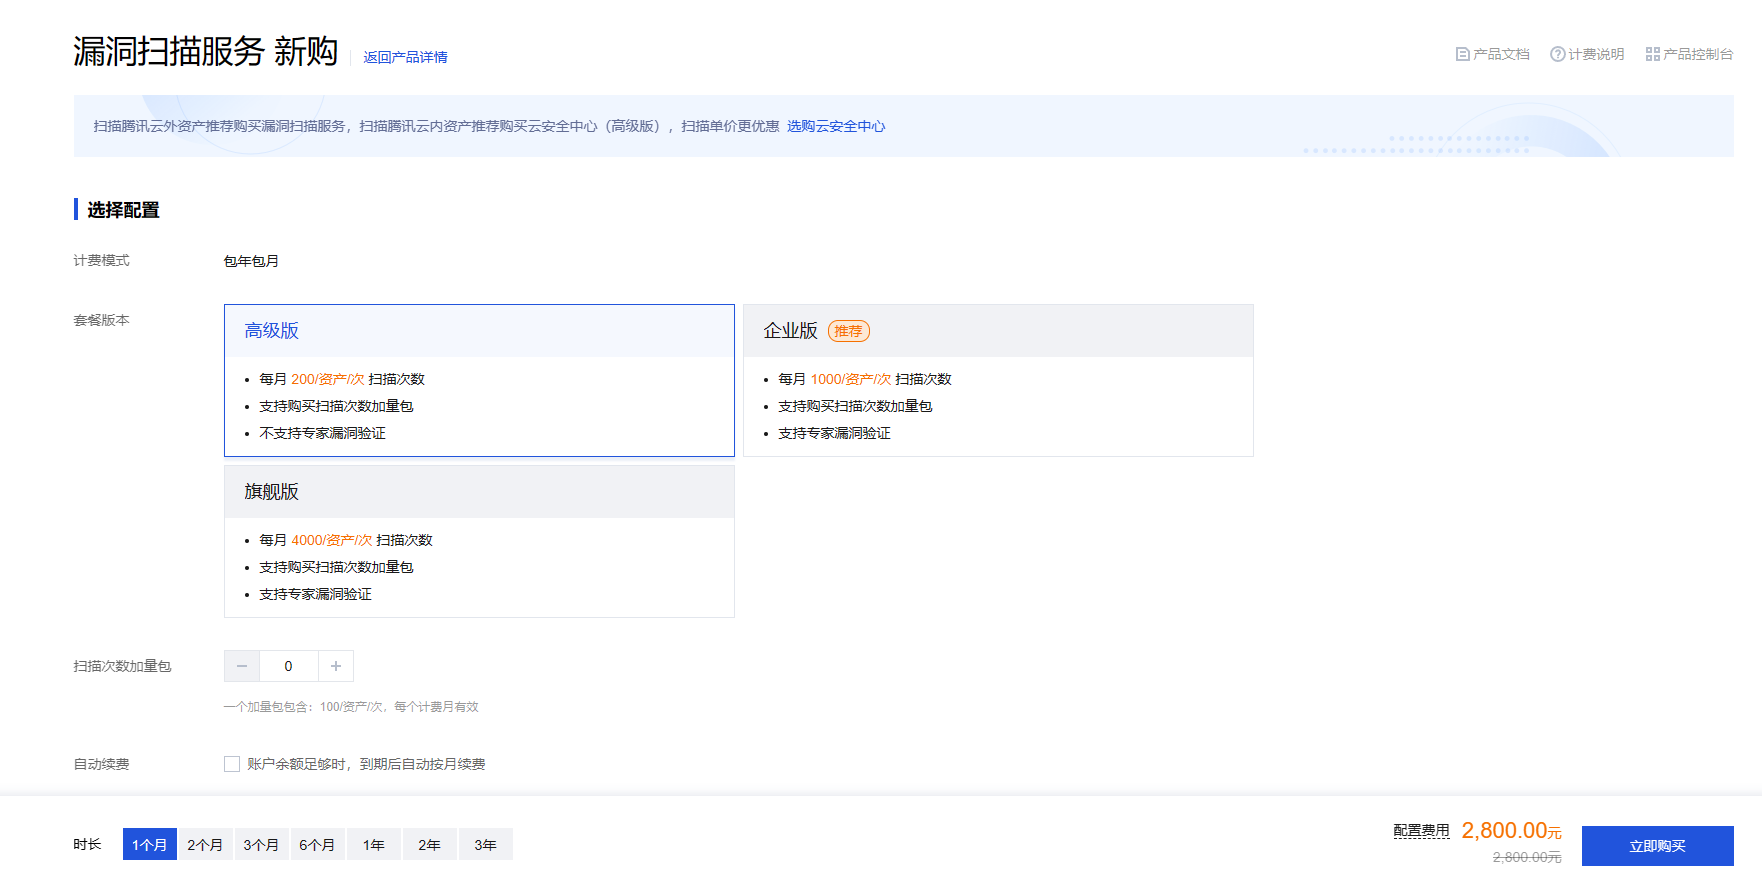 漏洞扫描服务 新购
返回产品详情
产品文档
计费说明
产品控制台
扫描腾讯云外资产推荐购买漏洞扫描服务，扫描腾讯云内资产推荐购买云安全中心（高级版），扫描单价更优惠 选购云安全中心
选择配置
计费模式
包年包月
套餐版本
高级版
每月 200/资产/次 扫描次数
支持购买扫描次数加量包
不支持专家漏洞验证
企业版 推荐
每月 1000/资产/次 扫描次数
支持购买扫描次数加量包
支持专家漏洞验证
旗舰版
每月 4000/资产/次 扫描次数
支持购买扫描次数加量包
支持专家漏洞验证
扫描次数加量包
0
一个加量包包含：100/资产/次，每个计费月有效
自动续费
账户余额足够时，到期后自动按月续费
时长
1个月
2个月
3个月
6个月
1年
2年
3年
配置费用 2,800.00元
2,800.00元
立即购买